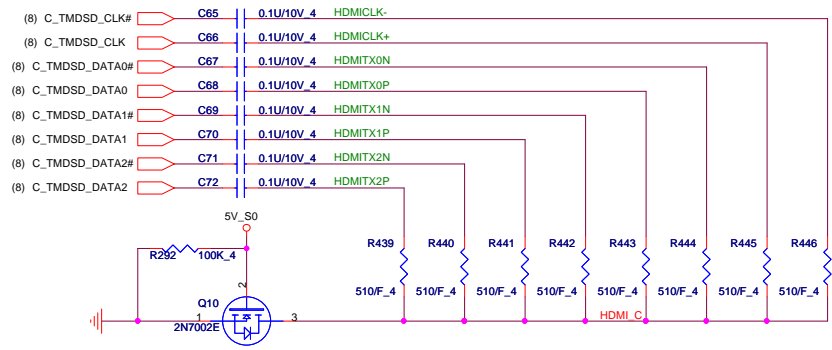 (8) C_TMDSD_CLK# C65 0.1U/10V_4 HDMICLK-
(8) C_TMDSD_CLK C66 0.1U/10V_4 HDMICLK+
(8) C_TMDSD_DATA0# C67 0.1U/10V_4 HDMITX0N
(8) C_TMDSD_DATA0 C68 0.1U/10V_4 HDMITX0P
(8) C_TMDSD_DATA1# C69 0.1U/10V_4 HDMITX1N
(8) C_TMDSD_DATA1 C70 0.1U/10V_4 HDMITX1P
(8) C_TMDSD_DATA2# C71 0.1U/10V_4 HDMITX2N
(8) C_TMDSD_DATA2 C72 0.1U/10V_4 HDMITX2P
5V_S0
R439 R440 R441 R442 R443 R444 R445 R446
R292 100K_4
2
510/F_4 510/F_4 510/F_4 510/F_4 510/F_4 510/F_4 510/F_4 510/F_4
Q10
1 3 HDMI_C
2N7002E